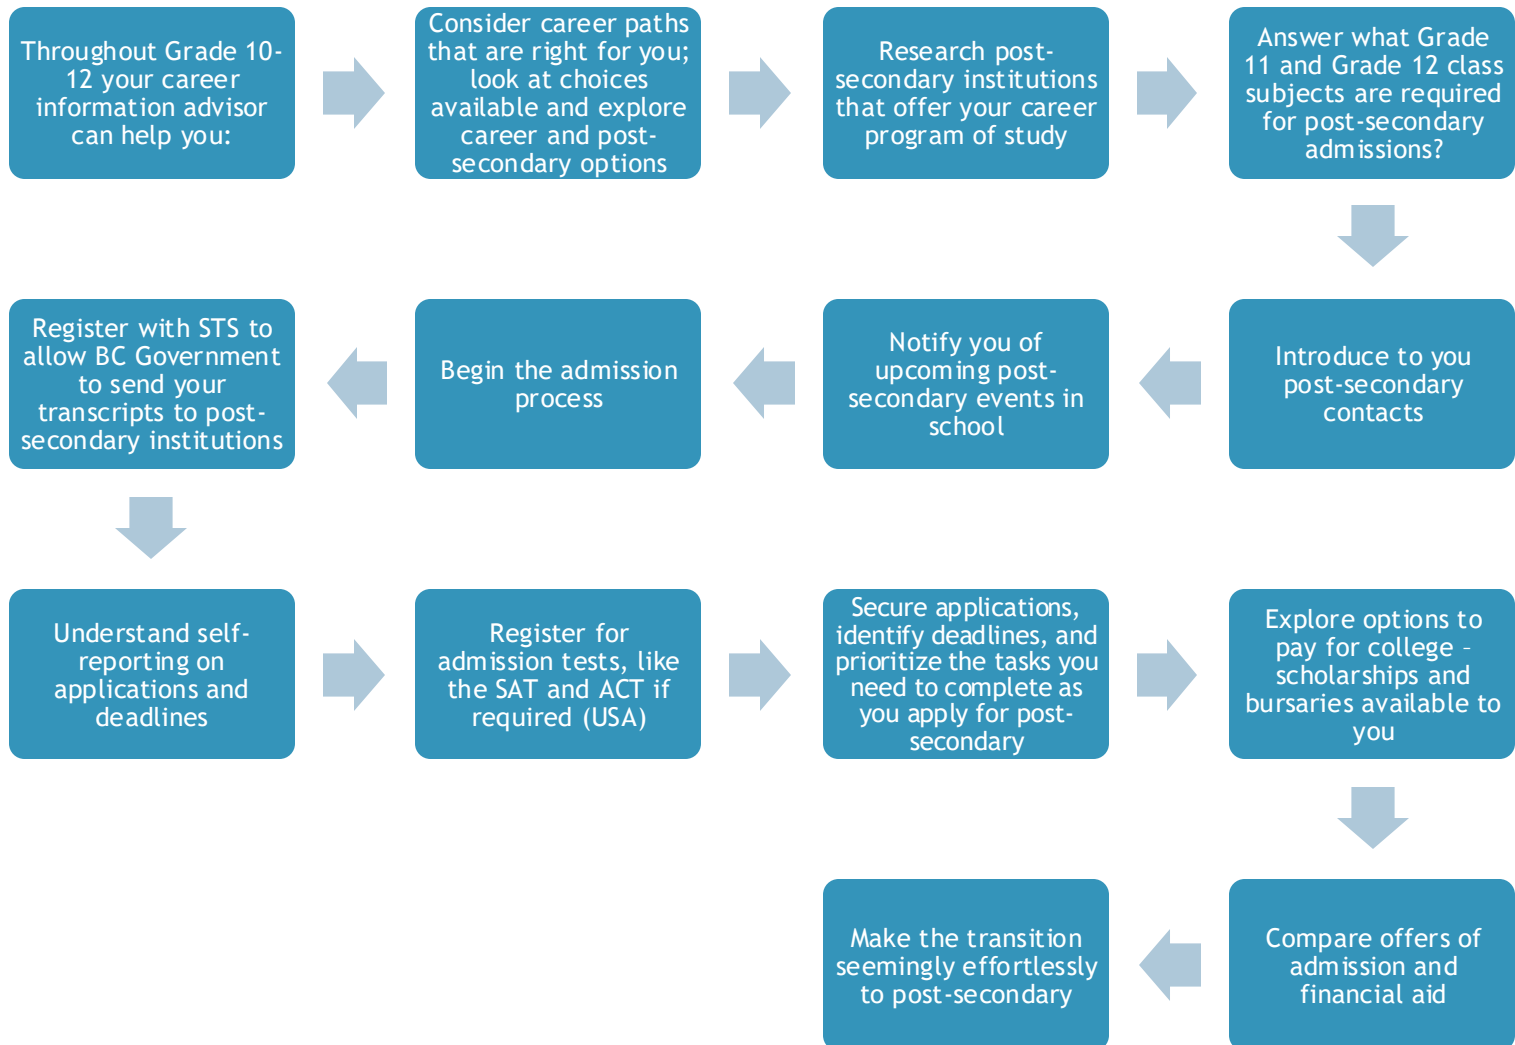 Throughout Grade 10-
12 your career
information advisor
can help you:
Consider career paths
that are right for you;
look at choices
available and explore
career and post-
secondary options
Research post-
secondary institutions
that offer your career
program of study
Answer what Grade
11 and Grade 12 class
subjects are required
for post-secondary
admissions?
Introduce to you
post-secondary
contacts
Notify you of
upcoming post-
secondary events in
school
Begin the admission
process
Register with STS to
allow BC Government
to send your
transcripts to post-
secondary institutions
Understand self-
reporting on
applications and
deadlines
Register for
admission tests, like
the SAT and ACT if
required (USA)
Secure applications,
identify deadlines, and
prioritize the tasks you
need to complete as
you apply for post-
secondary
Explore options to
pay for college –
scholarships and
bursaries available to
you
Compare offers of
admission and
financial aid
Make the transition
seemingly effortlessly
to post-secondary